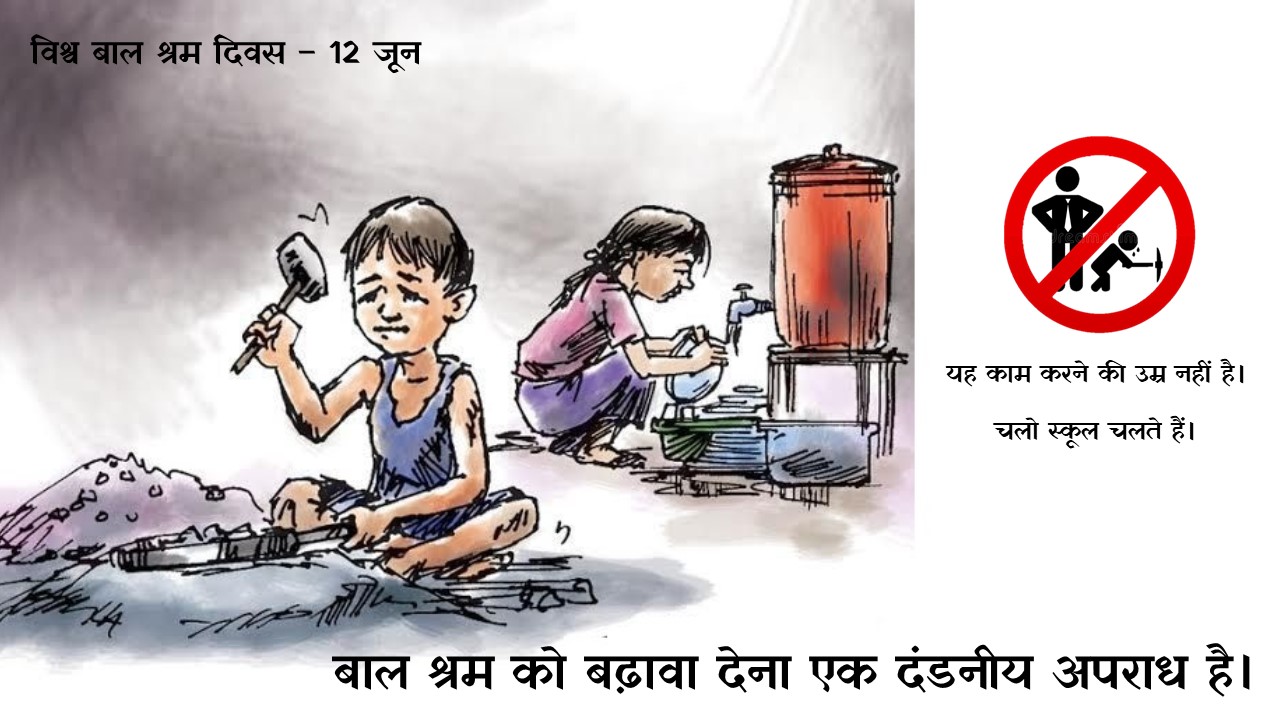 विश्व बाल श्रम दिवस – 12 जून
यह काम करने की उम्र नहीं है।
चलो स्कूल चलते हैं।
बाल श्रम को बढ़ावा देना एक दंडनीय अपराध है।